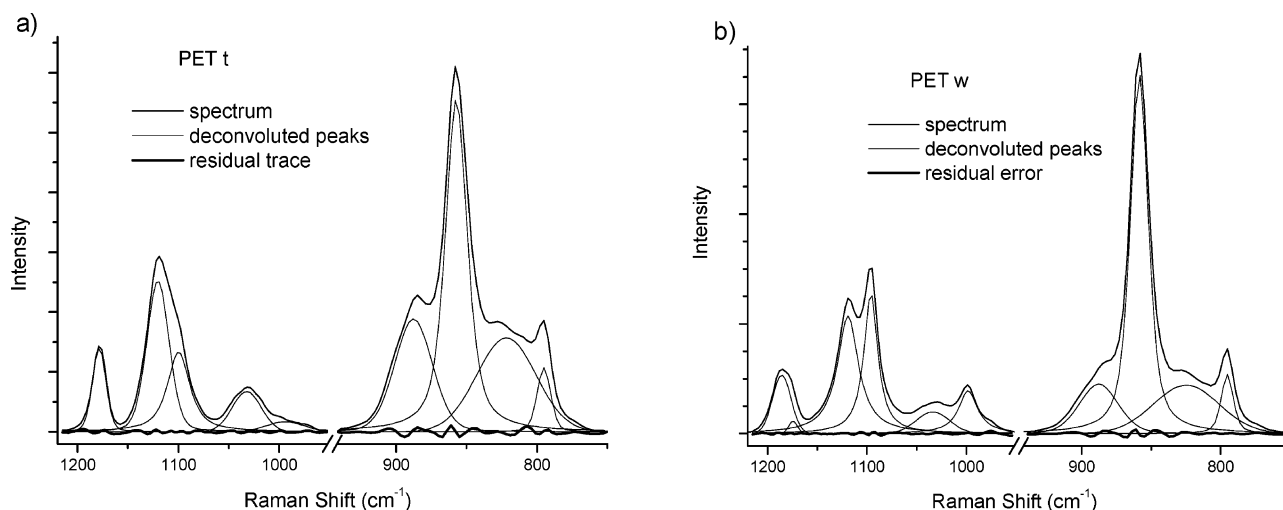 a)
PET t
spectrum
deconvoluted peaks
residual trace
Intensity
1200 1100 1000 900 800
Raman Shift (cm⁻¹)
b)
PET w
spectrum
deconvoluted peaks
residual error
Intensity
1200 1100 1000 900 800
Raman Shift (cm⁻¹)